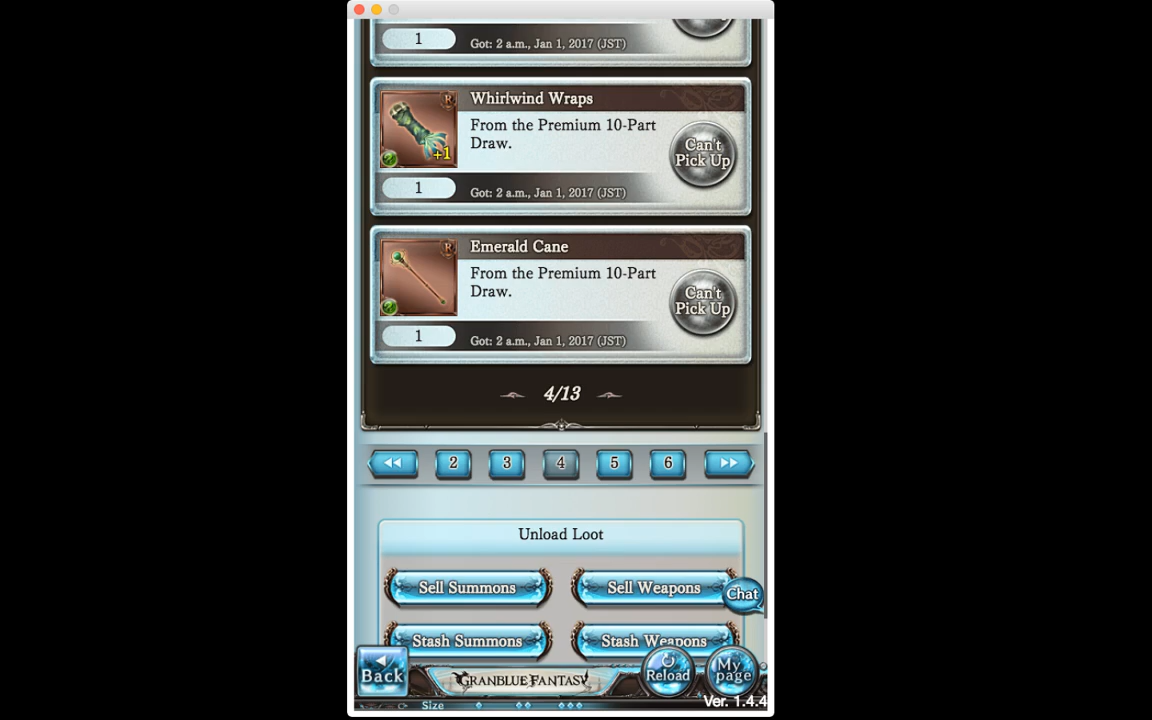 1
Got: 2 a.m., Jan 1, 2017 (JST)
R
Whirlwind Wraps
From the Premium 10-Part
Draw.
+1
Can't
Pick Up
1
Got: 2 a.m., Jan 1, 2017 (JST)
R
Emerald Cane
From the Premium 10-Part
Draw.
Can't
Pick Up
1
Got: 2 a.m., Jan 1, 2017 (JST)
4/13
2 3 4 5 6
Unload Loot
Sell Summons
Sell Weapons
Chat
Stash Summons
Stash Weapons
Back
GRANBLUE FANTASY
Reload
My
page
Size
Ver. 1.4.4